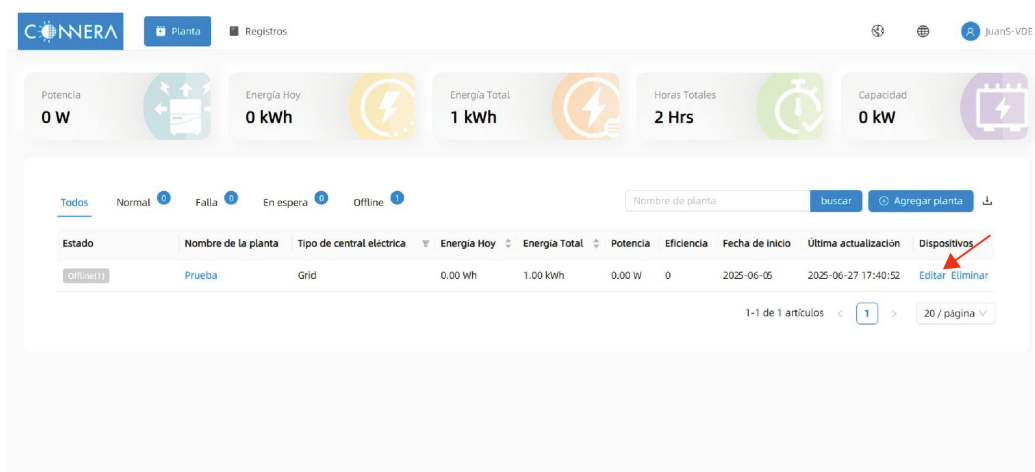 CONNERA Planta Registros JuanS-VDE
Potencia Energía Hoy Energía Total Horas Totales Capacidad
0 W 0 kWh 1 kWh 2 Hrs 0 kW
Todos Normal 0 Falla 0 En espera 0 Offline 1 Nombre de planta buscar Agregar planta
Estado Nombre de la planta Tipo de central eléctrica Energía Hoy Energía Total Potencia Eficiencia Fecha de inicio Última actualización Dispositivos
Offline(1) Prueba Grid 0.00 Wh 1.00 kWh 0.00 W 0 2025-06-05 2025-06-27 17:40:52 Editar Eliminar
1-1 de 1 artículos < 1 > 20 / página